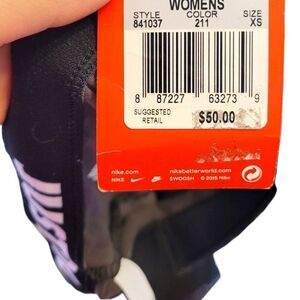 WOMENS
STYLE COLOR SIZE
841037 211 XS
8 87227 63273 9
SUGGESTED
RETAIL
$50.00
nike.com nikebetterworld.com
NIKE SWOOSH © 2015 Nike